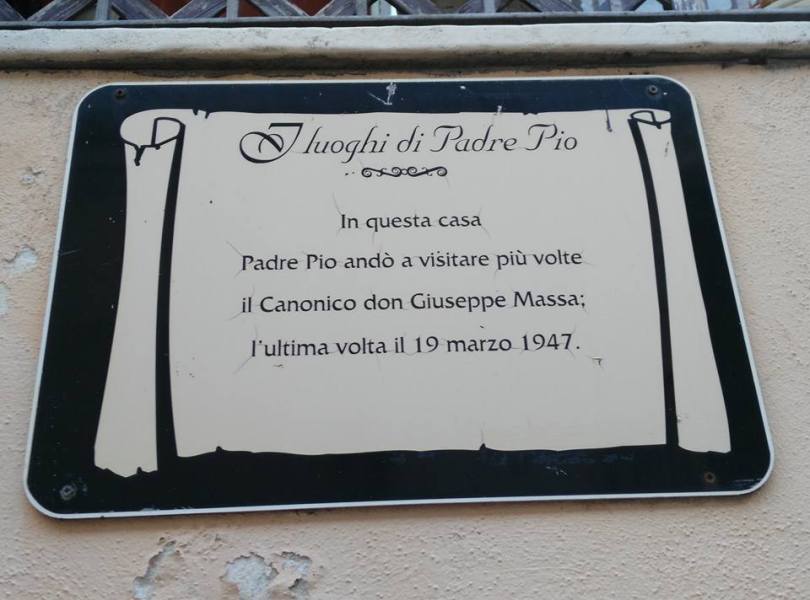 I luoghi di Padre Pio
In questa casa
Padre Pio andò a visitare più volte
il Canonico don Giuseppe Massa;
l'ultima volta il 19 marzo 1947.